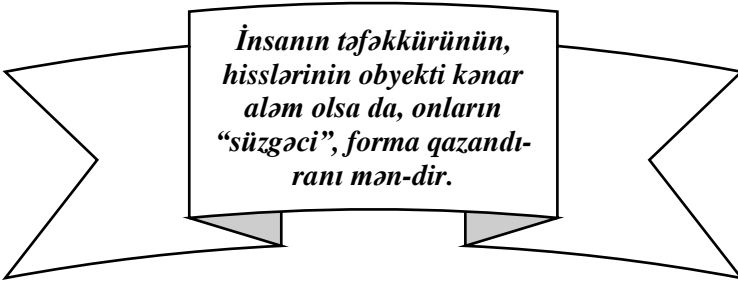 İnsanın təfəkkürünün,
hisslərinin obyekti kənar
aləm olsa da, onların
“süzgəci”, forma qazandı-
ranı mən-dir.